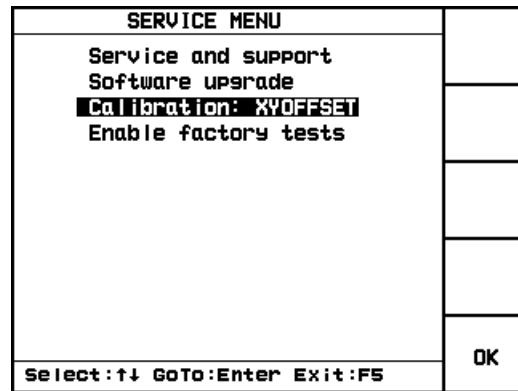 SERVICE MENU
Service and support
Software upgrade
Calibration: XYOFFSET
Enable factory tests
OK
Select:↑↓ GoTo:Enter Exit:F5